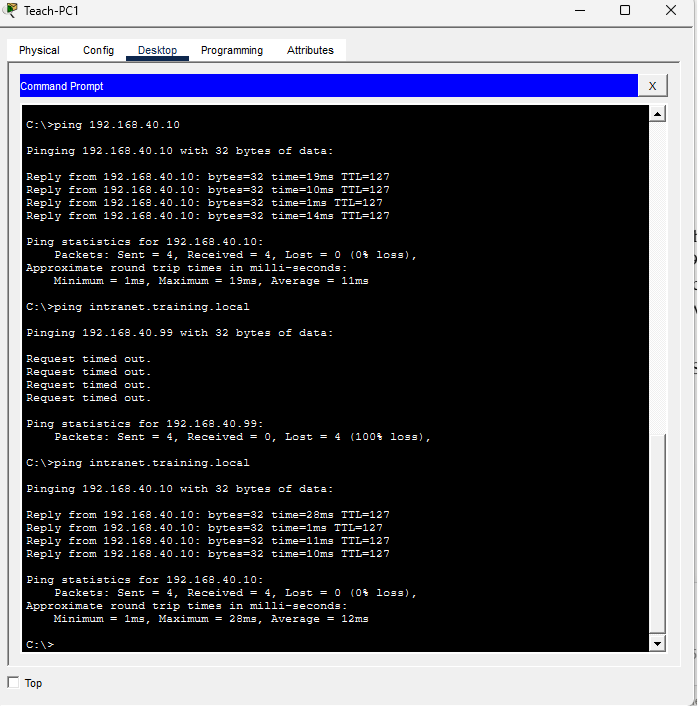 Teach-PC1
Physical Config Desktop Programming Attributes
Command Prompt X
C:\>ping 192.168.40.10
Pinging 192.168.40.10 with 32 bytes of data:
Reply from 192.168.40.10: bytes=32 time=19ms TTL=127
Reply from 192.168.40.10: bytes=32 time=10ms TTL=127
Reply from 192.168.40.10: bytes=32 time=1ms TTL=127
Reply from 192.168.40.10: bytes=32 time=14ms TTL=127
Ping statistics for 192.168.40.10:
Packets: Sent = 4, Received = 4, Lost = 0 (0% loss),
Approximate round trip times in milli-seconds:
Minimum = 1ms, Maximum = 19ms, Average = 11ms
C:\>ping intranet.training.local
Pinging 192.168.40.99 with 32 bytes of data:
Request timed out.
Request timed out.
Request timed out.
Request timed out.
Ping statistics for 192.168.40.99:
Packets: Sent = 4, Received = 0, Lost = 4 (100% loss),
C:\>ping intranet.training.local
Pinging 192.168.40.10 with 32 bytes of data:
Reply from 192.168.40.10: bytes=32 time=28ms TTL=127
Reply from 192.168.40.10: bytes=32 time=1ms TTL=127
Reply from 192.168.40.10: bytes=32 time=11ms TTL=127
Reply from 192.168.40.10: bytes=32 time=10ms TTL=127
Ping statistics for 192.168.40.10:
Packets: Sent = 4, Received = 4, Lost = 0 (0% loss),
Approximate round trip times in milli-seconds:
Minimum = 1ms, Maximum = 28ms, Average = 12ms
C:\>
Top